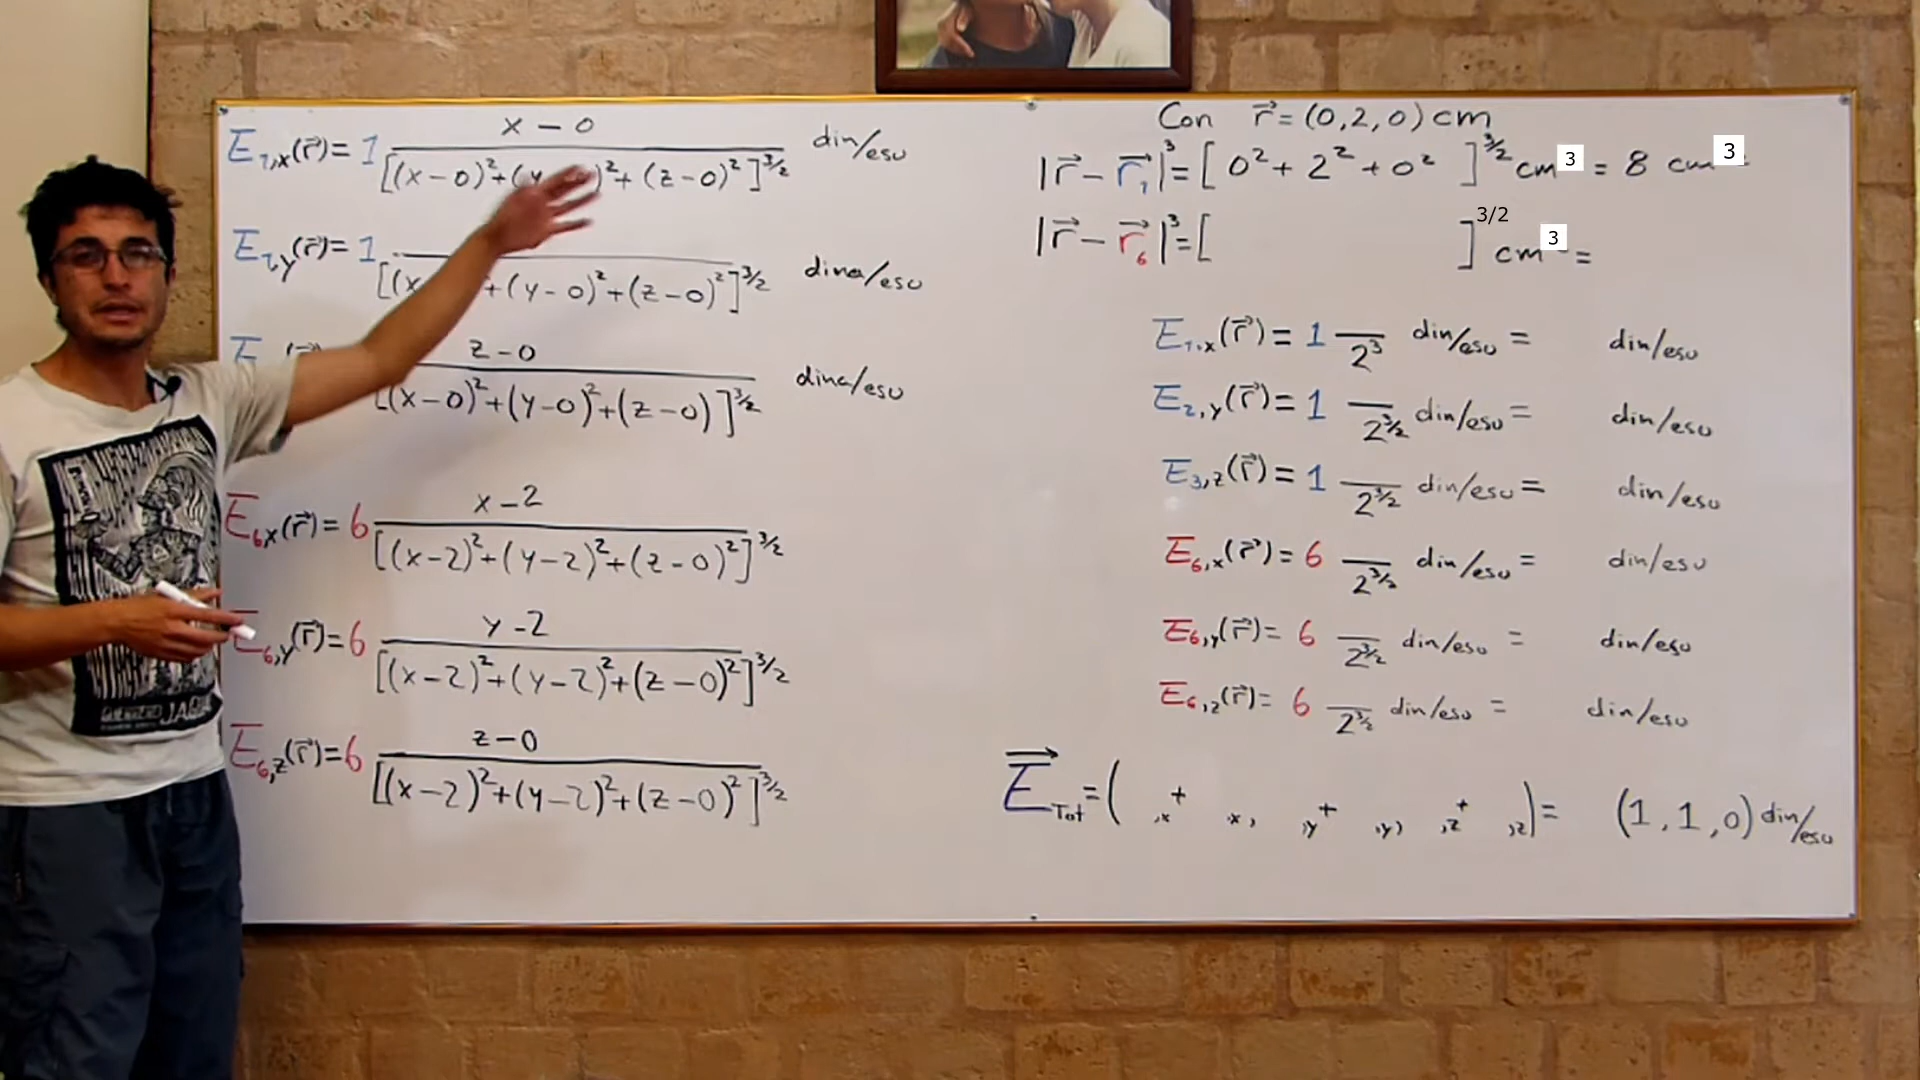 E₁,ₓ(r⃗)= 1 (x - 0) / [(x-0)²+(y )²+(z-0)²]^3/2 din/esu
E₁,y(r⃗)= 1 / [(x +(y-0)²+(z-0)²]^3/2 dina/esu
z-0 / [(x-0)²+(y-0)²+(z-0)]^3/2 dina/esu
E₆,ₓ(r⃗)= 6 (x-2) / [(x-2)²+(y-2)²+(z-0)²]^3/2
E₆,y(r⃗)= 6 (y-2) / [(x-2)²+(y-2)²+(z-0)²]^3/2
E₆,z(r⃗)= 6 (z-0) / [(x-2)²+(y-2)²+(z-0)²]^3/2
Con r⃗ = (0,2,0) cm
|r⃗ - r⃗₁|³ = [0² + 2² + 0²]^3/2 cm³ = 8 cm³
|r⃗ - r⃗₆|³ = [ ]^3/2 cm³ =
E₁,ₓ(r⃗) = 1 — / 2³ din/esu = din/esu
E₂,y(r⃗) = 1 — / 2^3/2 din/esu = din/esu
E₃,z(r⃗) = 1 — / 2^3/2 din/esu = din/esu
E₆,ₓ(r⃗) = 6 — / 2^3/2 din/esu = din/esu
E₆,y(r⃗) = 6 — / 2^3/2 din/esu = din/esu
E₆,z(r⃗) = 6 — / 2^3/2 din/esu = din/esu
E⃗Tot = ( ,x + ,x, ,y + ,y) ,z + ,z) = (1,1,0) din/esu
JAG